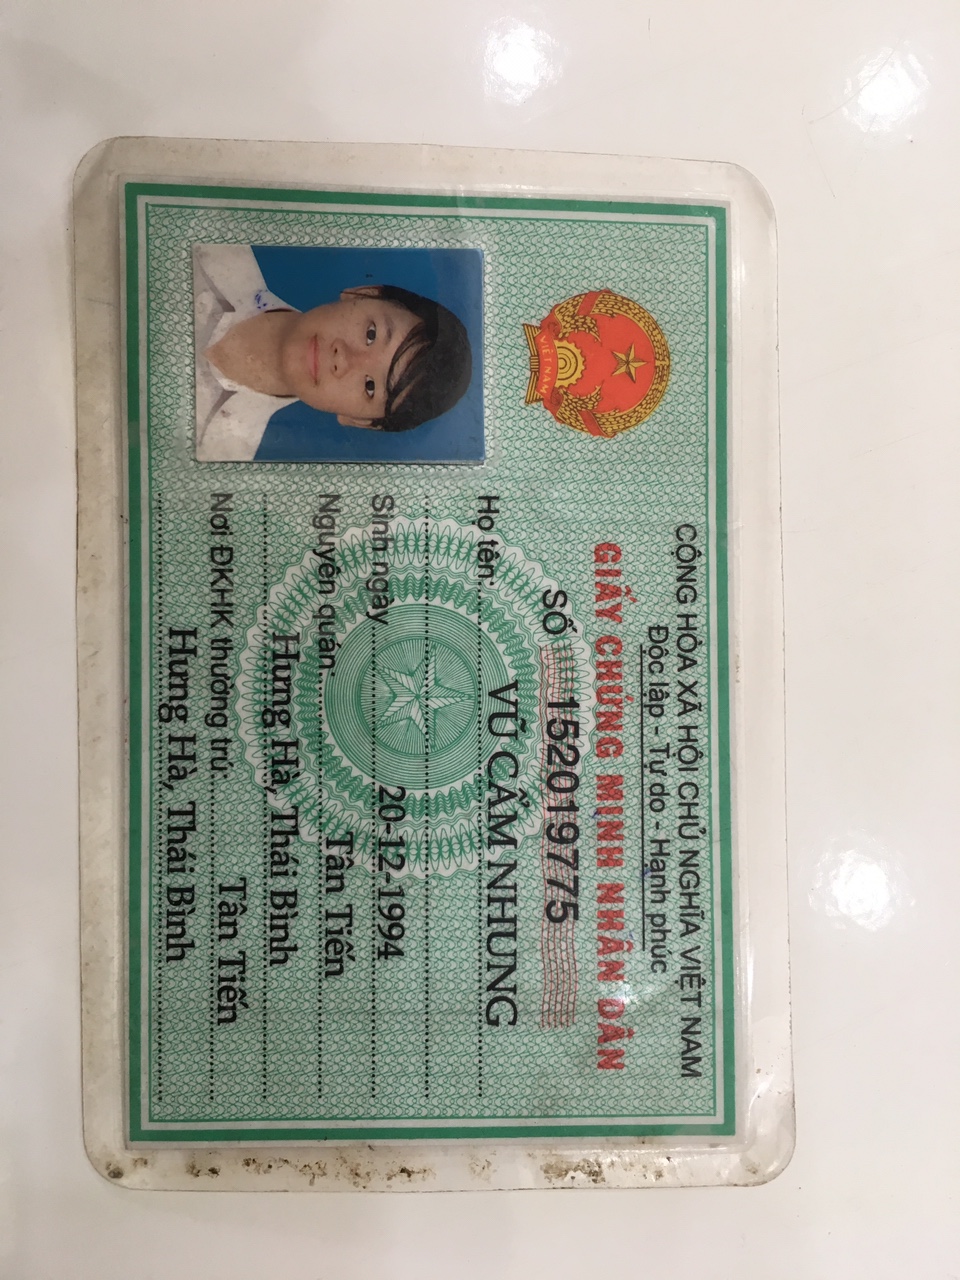 CỘNG HÒA XÃ HỘI CHỦ NGHĨA VIỆT NAM
Độc lập - Tự do - Hạnh phúc
GIẤY CHỨNG MINH NHÂN DÂN
SỐ 152019775
VIỆT NAM
Họ tên: VŨ CẨM NHUNG
Sinh ngày 20-12-1994
Nguyên quán: Tân Tiến
Hưng Hà, Thái Bình
Nơi ĐKHK thường trú: Tân Tiến
Hưng Hà, Thái Bình